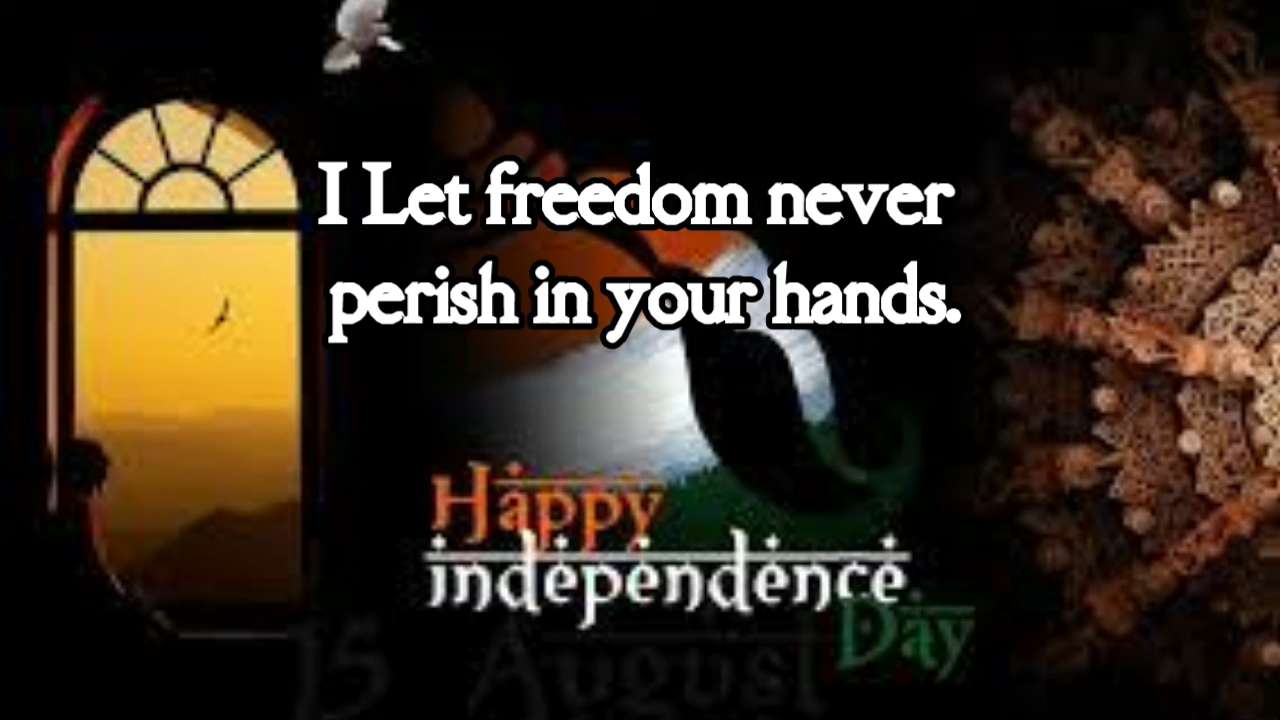 I Let freedom never
perish in your hands.
Happy
independence
Day
15 August